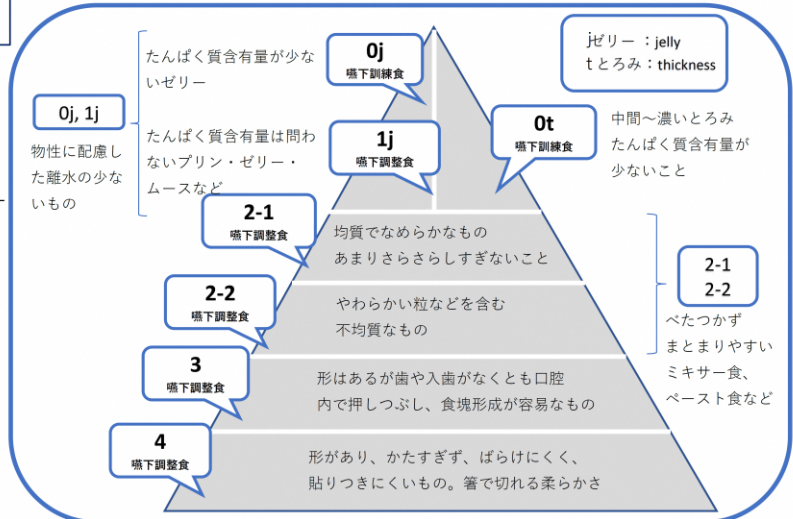 jゼリー：jelly
tとろみ：thickness
0j
嚥下訓練食
たんぱく質含有量が少な
いゼリー
0j, 1j
物性に配慮し
た離水の少な
いもの
たんぱく質含有量は問わ
ないプリン・ゼリー・
ムースなど
1j
嚥下調整食
0t
嚥下訓練食
中間～濃いとろみ
たんぱく質含有量が
少ないこと
2-1
嚥下調整食
均質でなめらかなもの
あまりさらさらしすぎないこと
2-2
嚥下調整食
やわらかい粒などを含む
不均質なもの
2-1
2-2
べたつかず
まとまりやすい
ミキサー食、
ペースト食など
3
嚥下調整食
形はあるが歯や入歯がなくとも口腔
内で押しつぶし、食塊形成が容易なもの
4
嚥下調整食
形があり、かたすぎず、ばらけにくく、
貼りつきにくいもの。箸で切れる柔らかさ